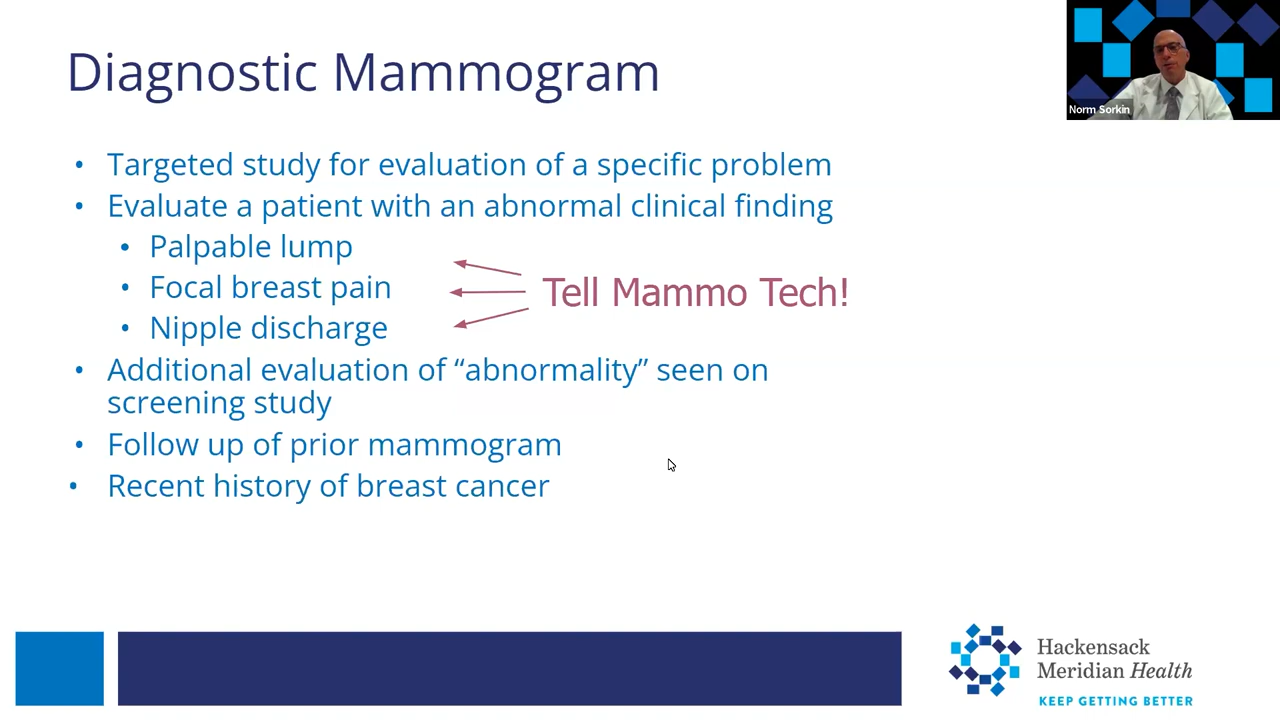 Diagnostic Mammogram
Norm Sorkin
• Targeted study for evaluation of a specific problem
• Evaluate a patient with an abnormal clinical finding
• Palpable lump
• Focal breast pain
• Nipple discharge
Tell Mammo Tech!
• Additional evaluation of “abnormality” seen on
screening study
• Follow up of prior mammogram
• Recent history of breast cancer
Hackensack
Meridian Health
KEEP GETTING BETTER